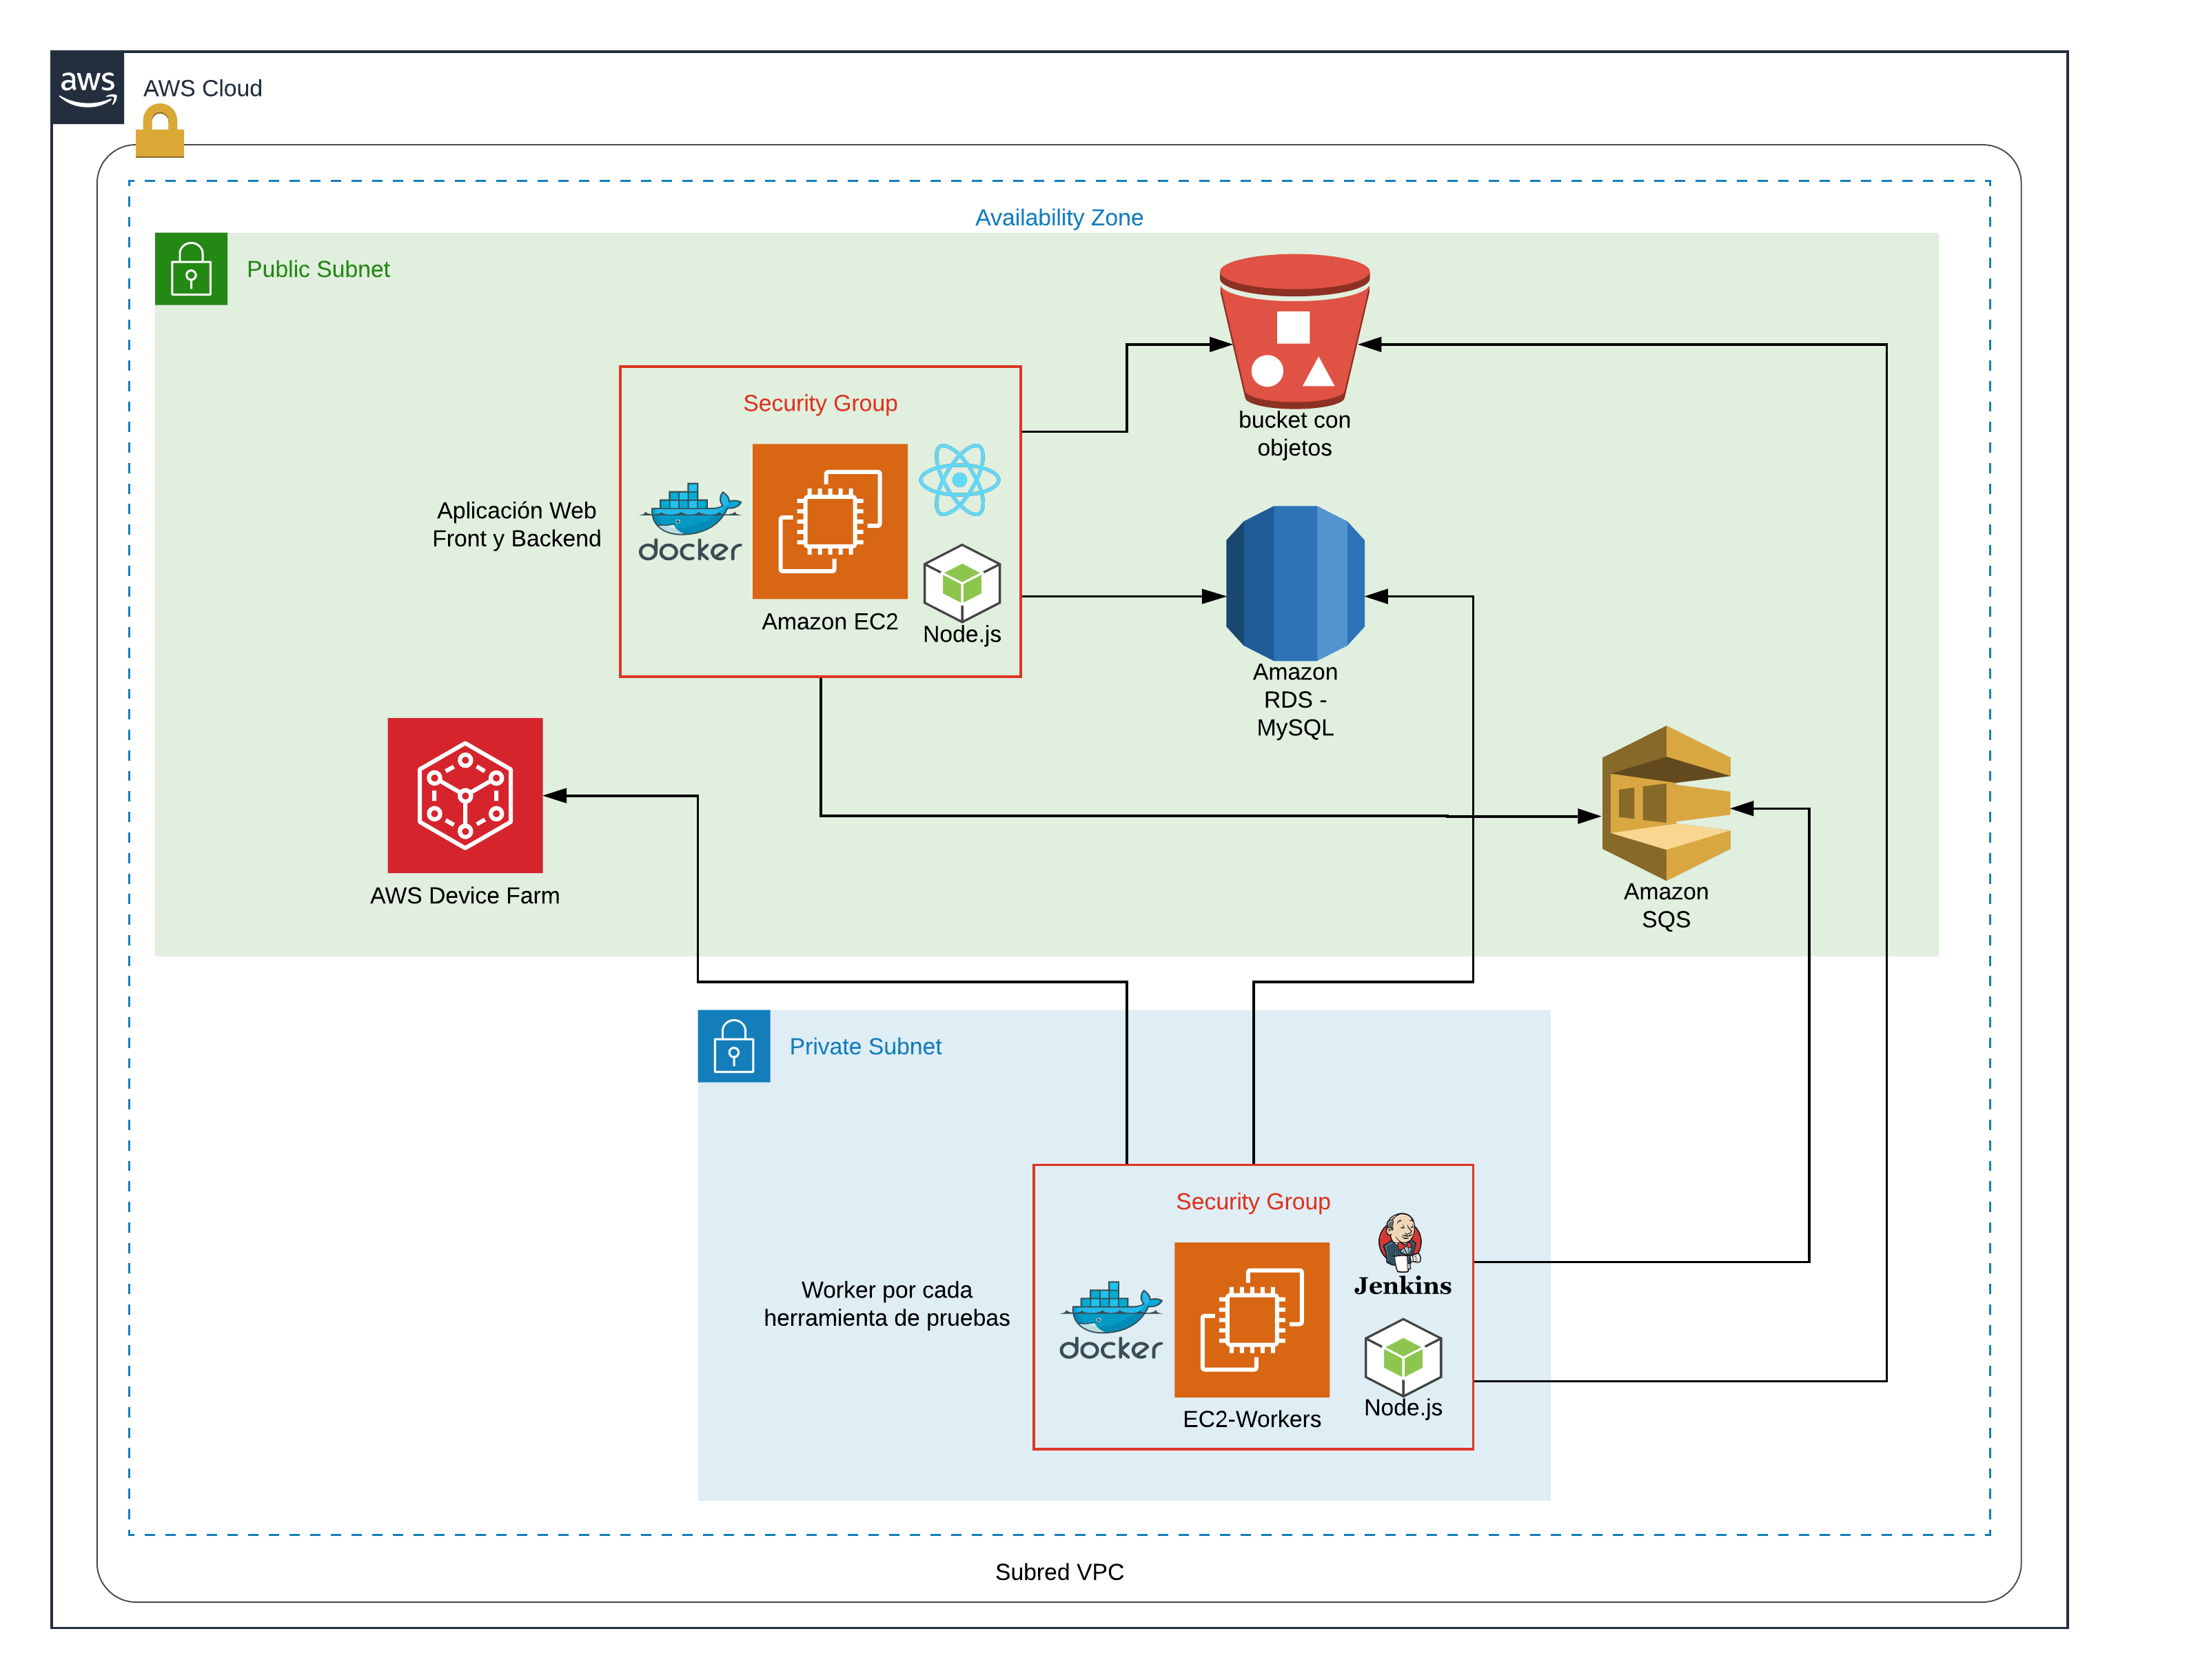 aws
AWS Cloud
Availability Zone
Public Subnet
bucket con
objetos
Security Group
Aplicación Web
Front y Backend
docker
Amazon EC2
Node.js
Amazon
RDS -
MySQL
AWS Device Farm
Amazon
SQS
Private Subnet
Security Group
Jenkins
Worker por cada
herramienta de pruebas
docker
EC2-Workers
Node.js
Subred VPC